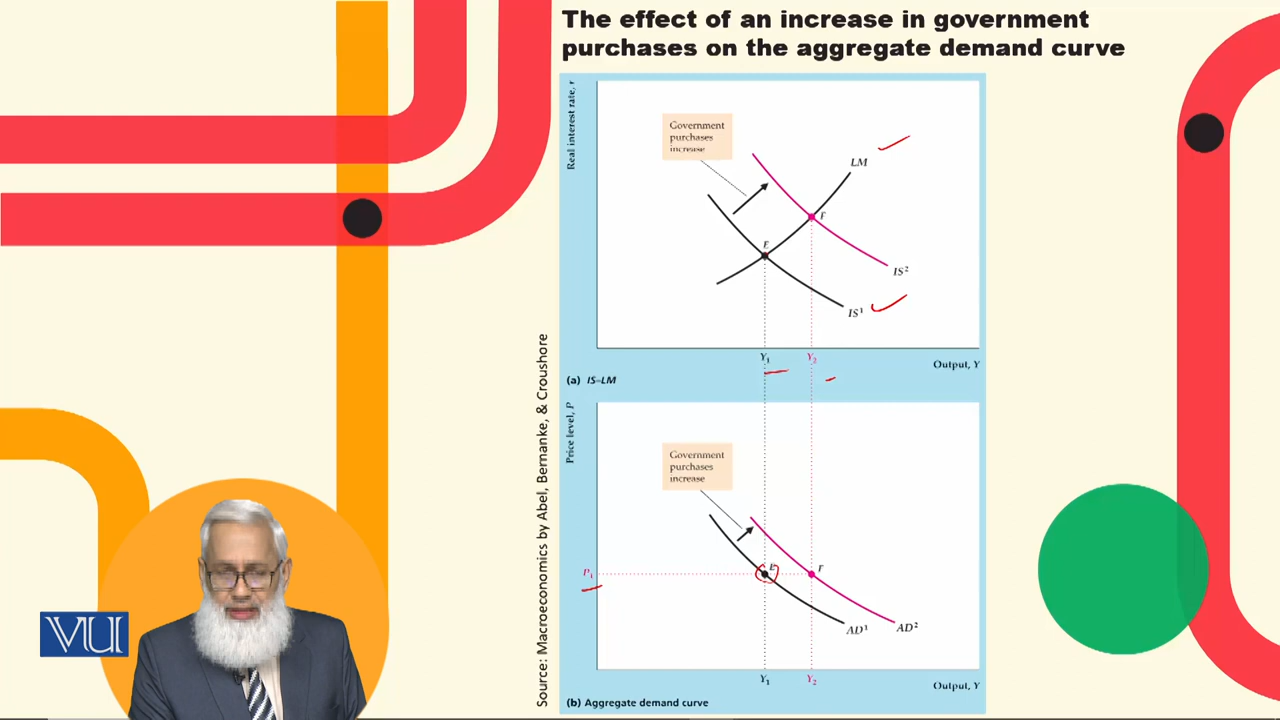 The effect of an increase in government
purchases on the aggregate demand curve
Real interest rate, r
Government
purchases
increase
LM
F
E
IS²
IS¹
Y₁
Y₂
Output, Y
(a) IS–LM
Price level, P
Government
purchases
increase
P₁
E
F
AD¹
AD²
Y₁
Y₂
Output, Y
(b) Aggregate demand curve
Source: Macroeconomics by Abel, Bernanke, & Croushore
VU